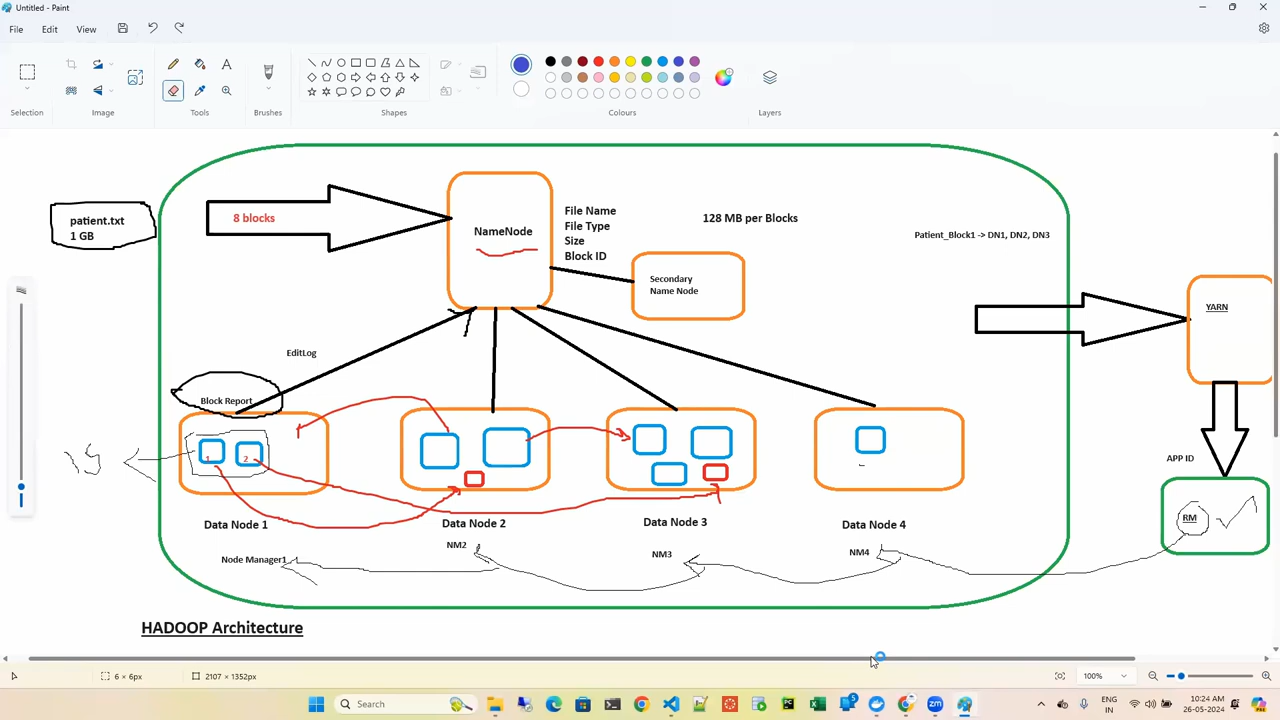 Untitled - Paint
File
Edit
View
Selection
Image
Tools
Brushes
Shapes
Colours
Layers
patient.txt
1 GB
8 blocks
NameNode
File Name
File Type
Size
Block ID
128 MB per Blocks
Patient_Block1 -> DN1, DN2, DN3
Secondary
Name Node
YARN
EditLog
Block Report
1
2
15
APP ID
RM
Data Node 1
Data Node 2
Data Node 3
Data Node 4
Node Manager1
NM2
NM3
NM4
HADOOP Architecture
6 × 6px
2107 × 1352px
100%
Search
5
ENG
IN
10:24 AM
26-05-2024